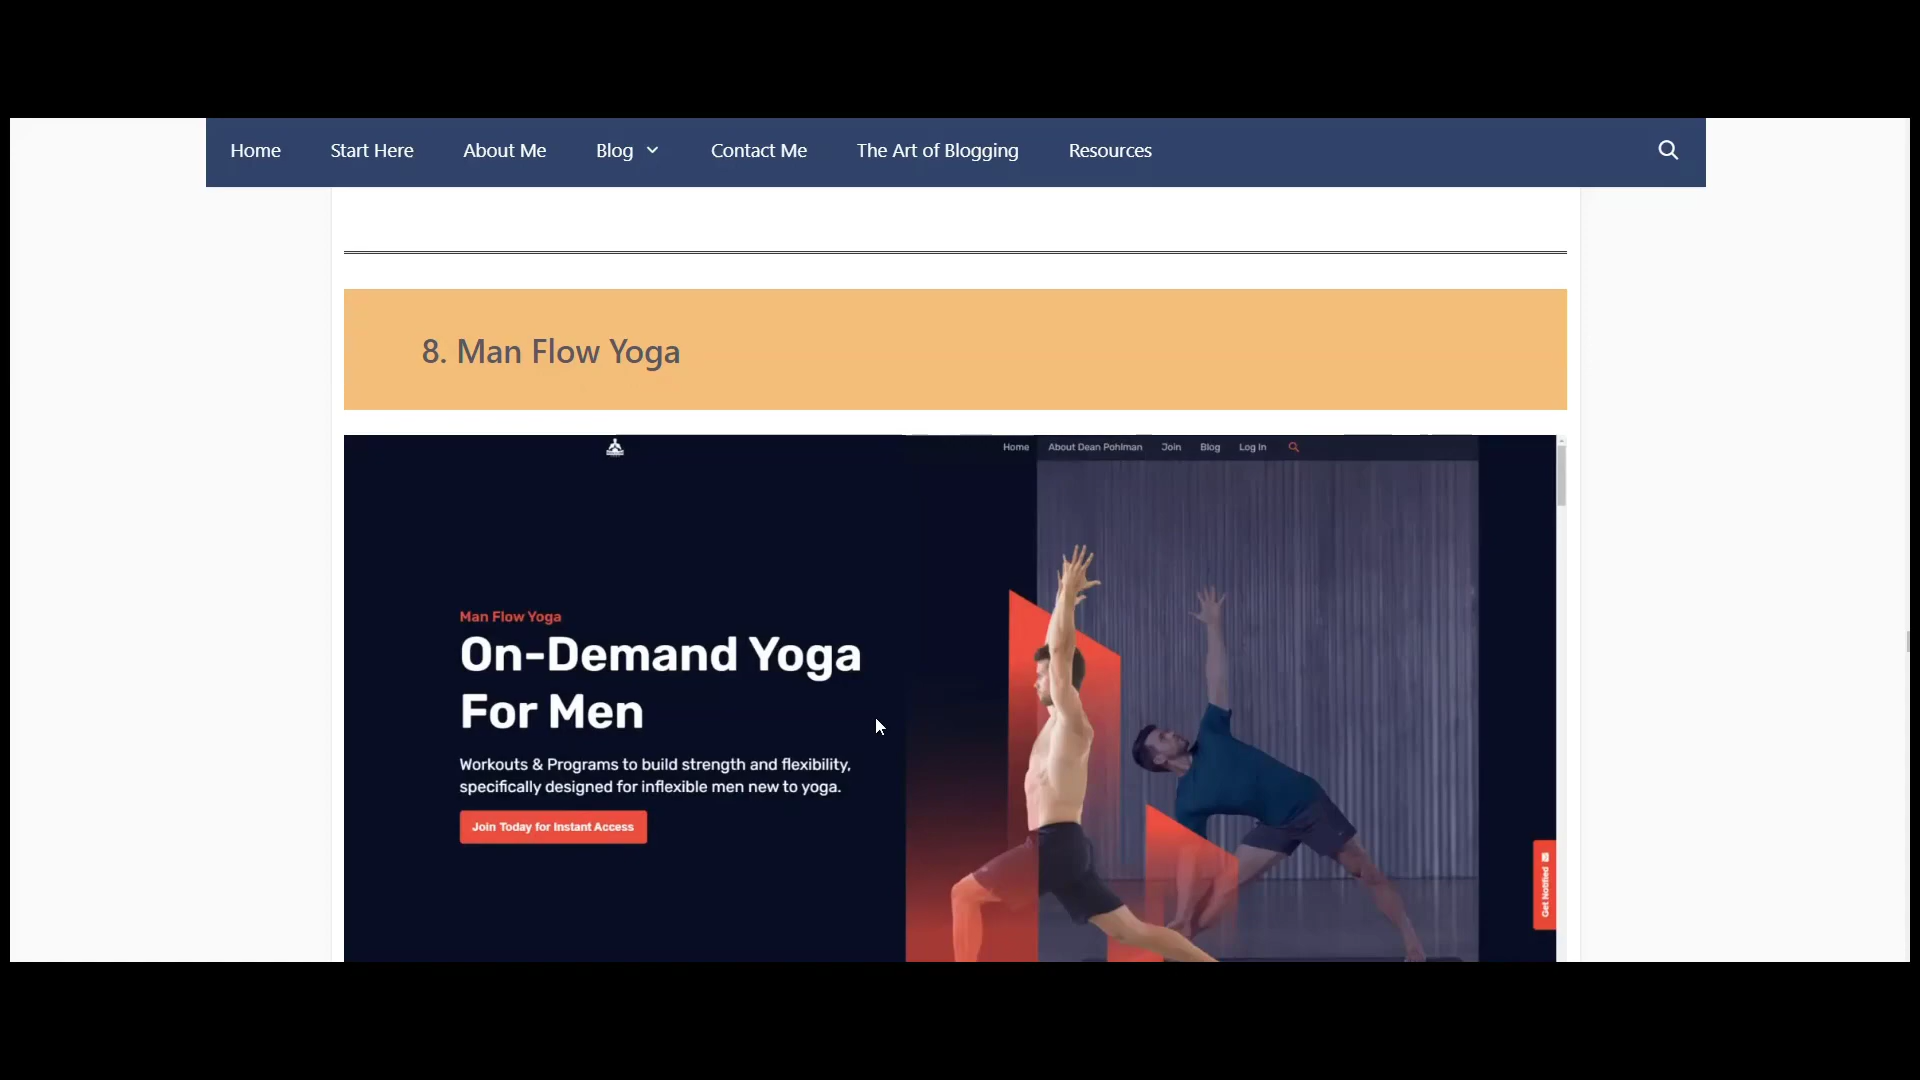 Home Start Here About Me Blog Contact Me The Art of Blogging Resources
8. Man Flow Yoga
Home About Dean Pohlman Join Blog Log In
Man Flow Yoga
On-Demand Yoga
For Men
Workouts & Programs to build strength and flexibility,
specifically designed for inflexible men new to yoga.
Join Today for Instant Access
Get Notified